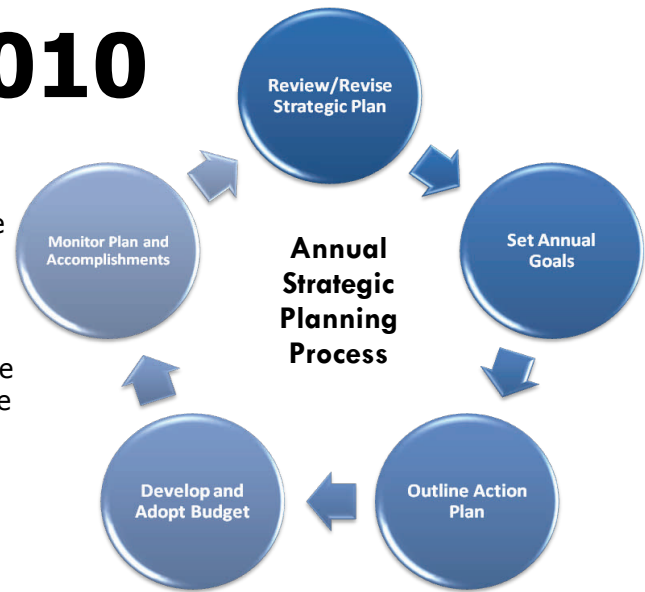 010
Review/Revise
Strategic Plan
Set Annual
Goals
Outline Action
Plan
Develop and
Adopt Budget
Monitor Plan and
Accomplishments
Annual
Strategic
Planning
Process
e
e
e